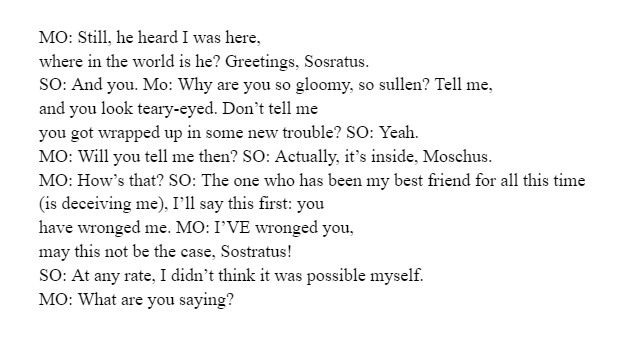 MO: Still, he heard I was here,
where in the world is he? Greetings, Sosratus.
SO: And you. Mo: Why are you so gloomy, so sullen? Tell me,
and you look teary-eyed. Don’t tell me
you got wrapped up in some new trouble? SO: Yeah.
MO: Will you tell me then? SO: Actually, it’s inside, Moschus.
MO: How’s that? SO: The one who has been my best friend for all this time
(is deceiving me), I’ll say this first: you
have wronged me. MO: I’VE wronged you,
may this not be the case, Sostratus!
SO: At any rate, I didn’t think it was possible myself.
MO: What are you saying?